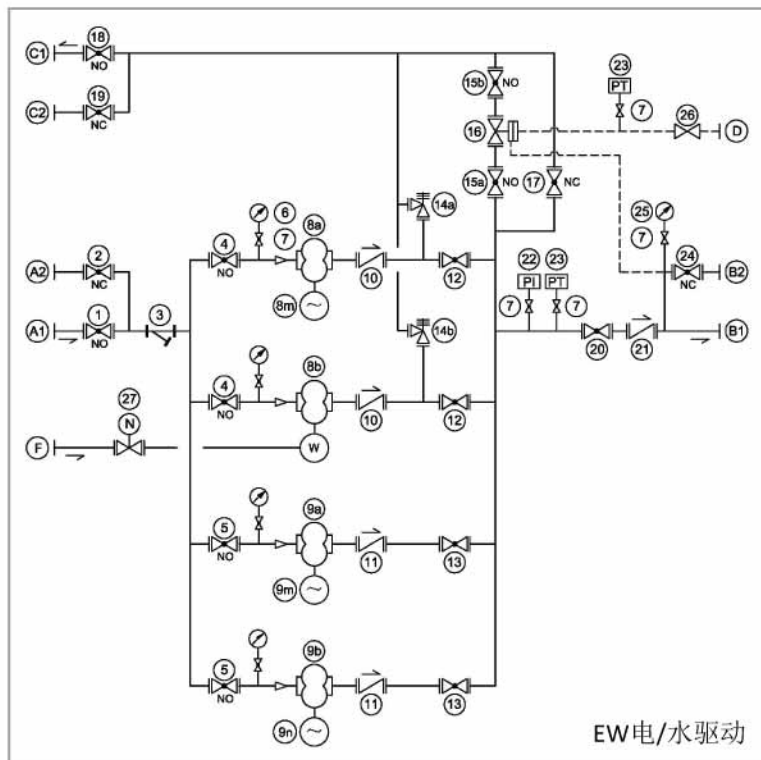 C1 18 NO
C2 19 NC
15b NO
16
15a NO
17 NC
23 PT 7
26 D
25 7
24 NC B2
14a
A2 2
A1 1 NO
3
4 NO
6
7
8a
8m
10
12
22 PI
23 PT
7 7
20
21
B1
14b
4 NO
8b
W
10
12
27 N
F
5 NO
9a
9m
11
13
5 NO
9b
9n
11
13
EW电/水驱动